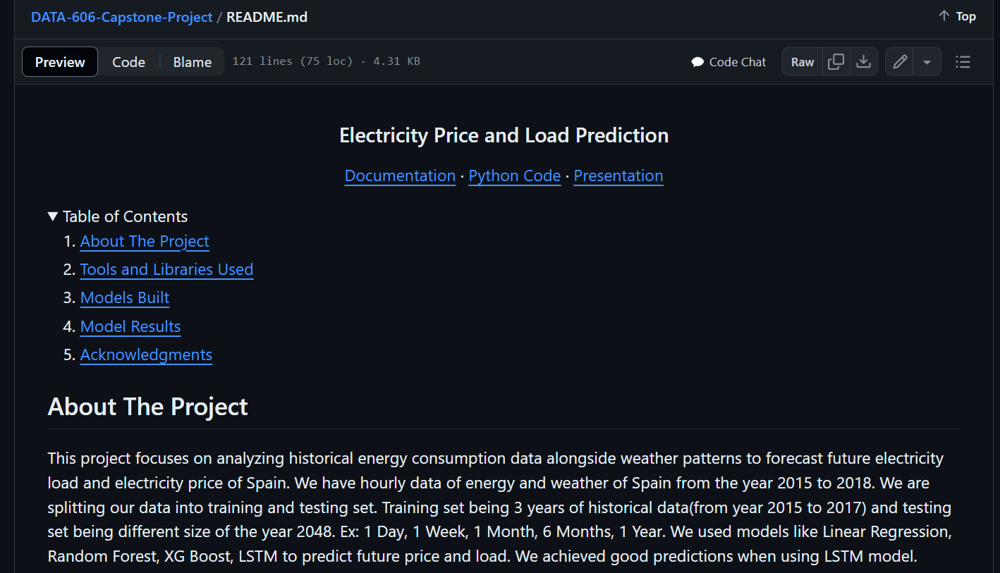 DATA-606-Capstone-Project / README.md
Top
Preview Code Blame 121 lines (75 loc) · 4.31 KB
Code Chat Raw
Electricity Price and Load Prediction
Documentation · Python Code · Presentation
Table of Contents
1. About The Project
2. Tools and Libraries Used
3. Models Built
4. Model Results
5. Acknowledgments
About The Project
This project focuses on analyzing historical energy consumption data alongside weather patterns to forecast future electricity
load and electricity price of Spain. We have hourly data of energy and weather of Spain from the year 2015 to 2018. We are
splitting our data into training and testing set. Training set being 3 years of historical data(from year 2015 to 2017) and testing
set being different size of the year 2048. Ex: 1 Day, 1 Week, 1 Month, 6 Months, 1 Year. We used models like Linear Regression,
Random Forest, XG Boost, LSTM to predict future price and load. We achieved good predictions when using LSTM model.